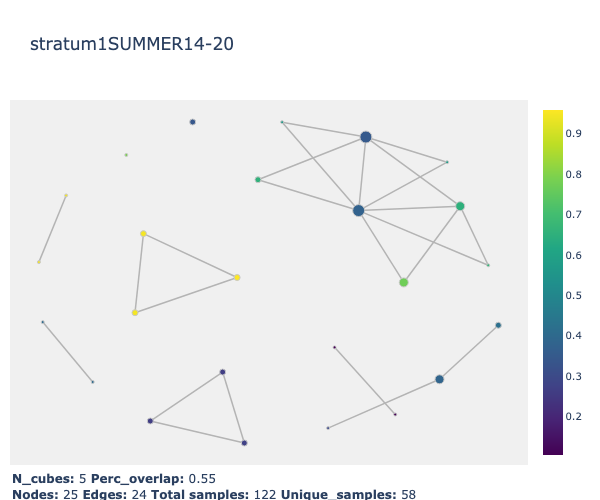 stratum1SUMMER14-20
0.9
0.8
0.7
0.6
0.5
0.4
0.3
0.2
N_cubes: 5 Perc_overlap: 0.55
Nodes: 25 Edges: 24 Total samples: 122 Unique_samples: 58